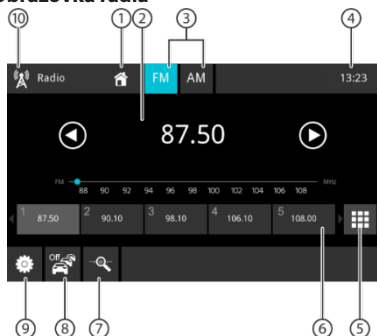 Obrazovka rádia
10 1 2 3 4
Radio FM AM 13:23
87.50
FM MHz
88 90 92 94 96 98 100 102 104 106 108
1 87.50 2 90.10 3 98.10 4 106.10 5 108.00
Off
9 8 7 6 5